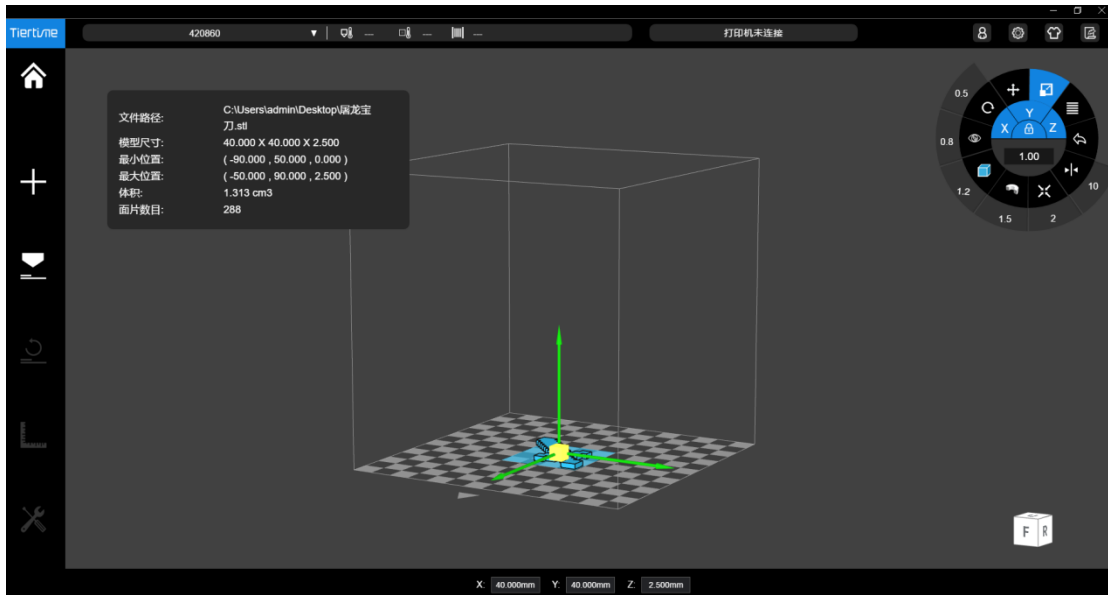 Tiertime
420860
打印机未连接
文件路径: C:\Users\admin\Desktop\屠龙宝
刀.stl
模型尺寸: 40.000 X 40.000 X 2.500
最小位置: ( -90.000 , 50.000 , 0.000 )
最大位置: ( -50.000 , 90.000 , 2.500 )
体积: 1.313 cm3
面片数目: 288
0.5
0.8
1.2
1.5
2
10
X
Y
Z
1.00
F R
X: 40.000mm Y: 40.000mm Z: 2.500mm